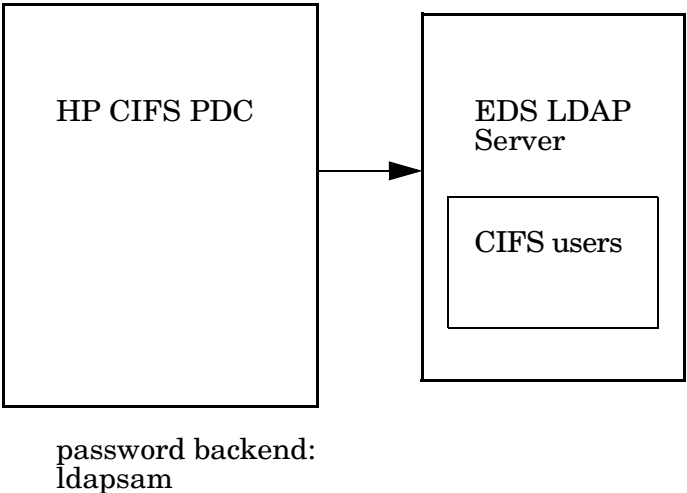 HP CIFS PDC
EDS LDAP
Server
CIFS users
password backend:
ldapsam